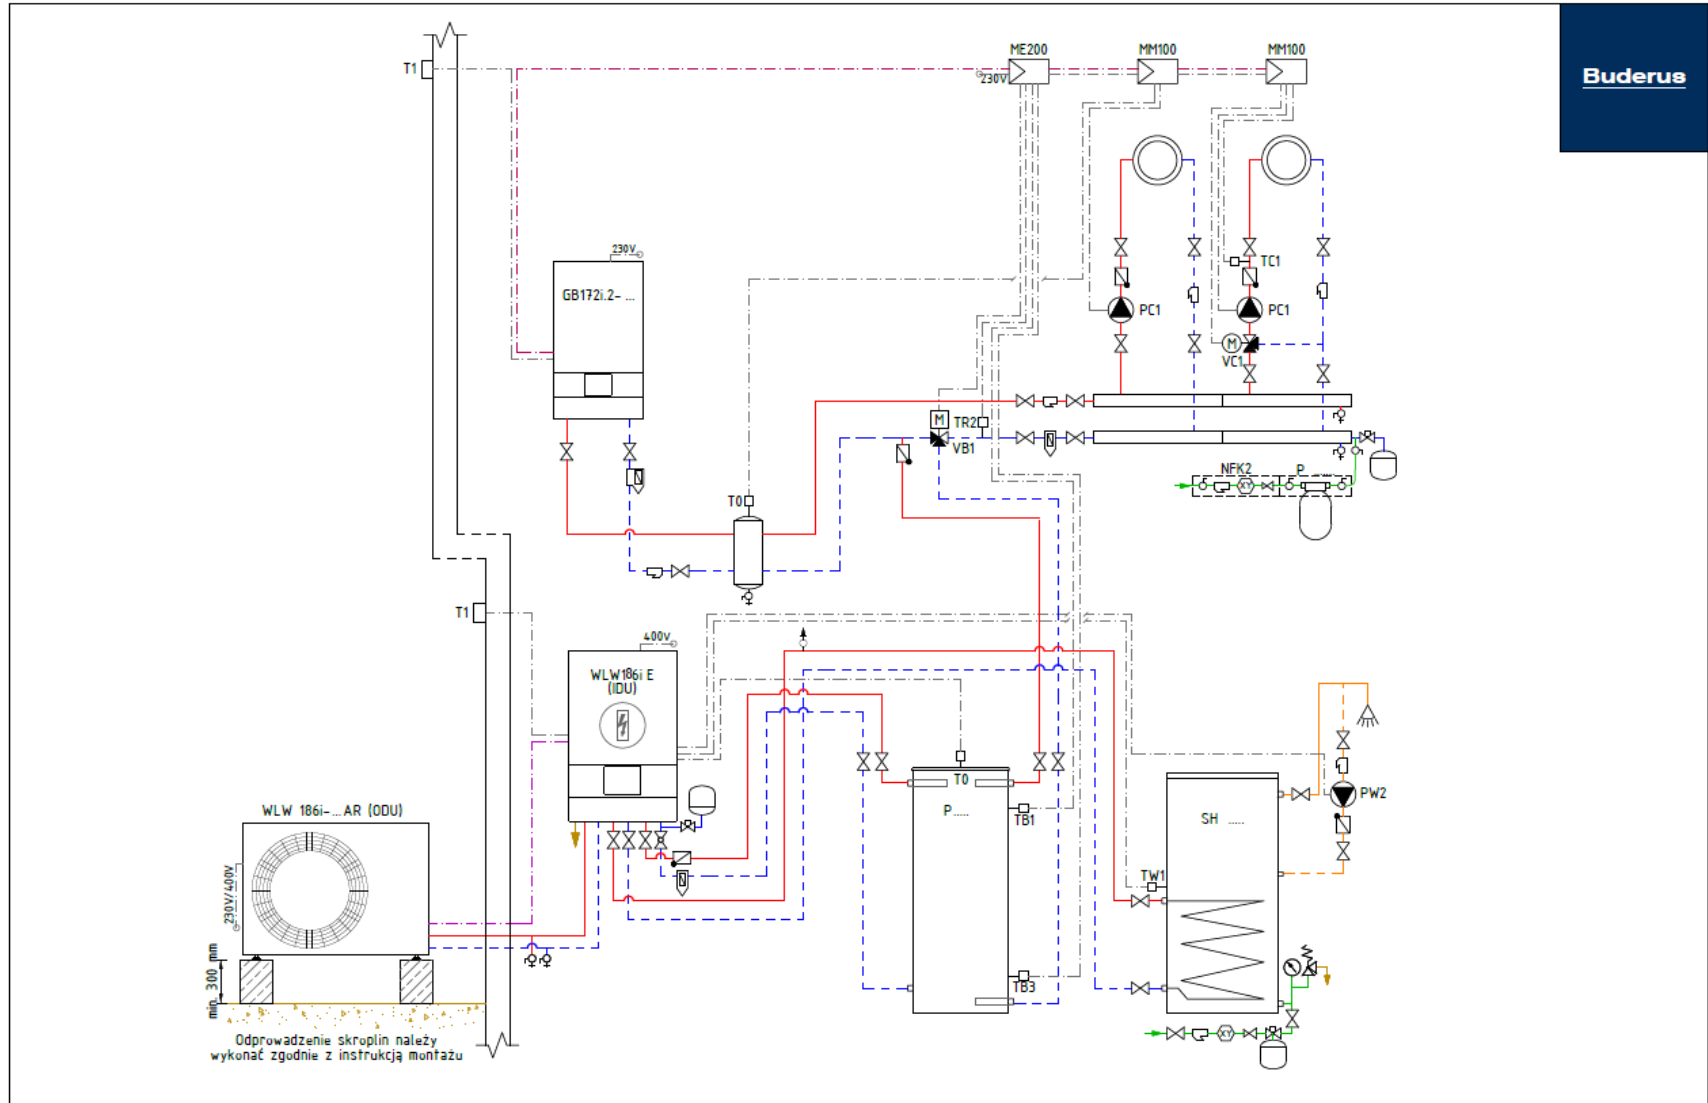 Buderus
ME200
MM100
MM100
T1
230V
230V
GB172i.2- ...
TC1
PC1
PC1
M
VC1
M
TR2
VB1
NFK2
P ......
XY
T0
T1
400V
WLW186i E
(IDU)
WLW 186i-...AR (ODU)
230V/400V
min. 300 mm
T0
P.....
TB1
TB3
TW1
SH .....
PW2
XY
Odprowadzenie skroplin należy
wykonać zgodnie z instrukcją montażu